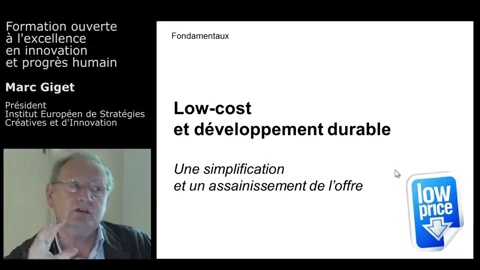 Formation ouverte
à l'excellence
en innovation
et progrès humain
Marc Giget
Président
Institut Européen de Stratégies
Créatives et d'Innovation
Fondamentaux
Low-cost
et développement durable
Une simplification
et un assainissement de l'offre
low
price